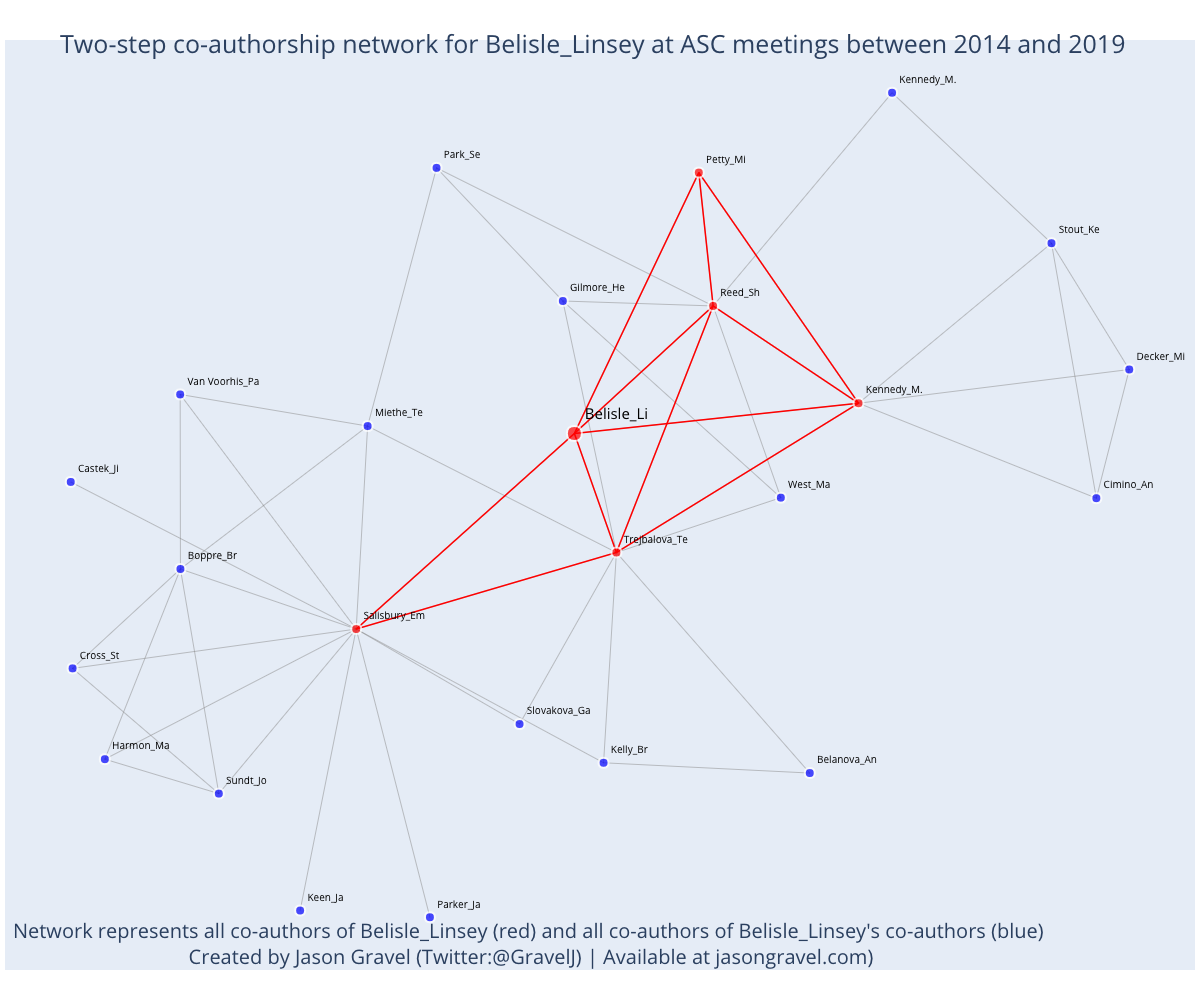 Two-step co-authorship network for Belisle_Linsey at ASC meetings between 2014 and 2019
Kennedy_M.
Park_Se
Petty_Mi
Stout_Ke
Gilmore_He
Reed_Sh
Decker_Mi
Van Voorhis_Pa
Kennedy_M.
Miethe_Te
Belisle_Li
Castek_Ji
West_Ma
Cimino_An
Trejbalova_Te
Boppre_Br
Salisbury_Em
Cross_St
Slovakova_Ga
Harmon_Ma
Kelly_Br
Belanova_An
Sundt_Jo
Keen_Ja
Parker_Ja
Network represents all co-authors of Belisle_Linsey (red) and all co-authors of Belisle_Linsey's co-authors (blue)
Created by Jason Gravel (Twitter:@GravelJ) | Available at jasongravel.com)